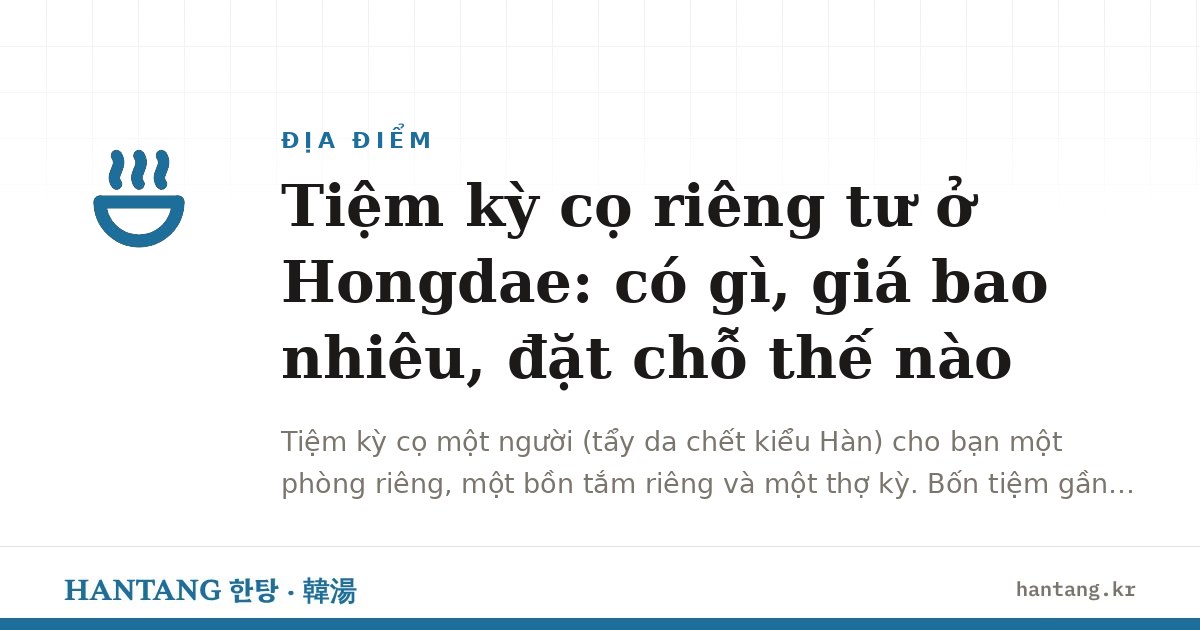 ĐỊA ĐIỂM
Tiệm kỳ cọ riêng tư ở
Hongdae: có gì, giá bao
nhiêu, đặt chỗ thế nào
Tiệm kỳ cọ một người (tẩy da chết kiểu Hàn) cho bạn một
phòng riêng, một bồn tắm riêng và một thợ kỳ. Bốn tiệm gần...
HANTANG 한탕 · 韓湯
hantang.kr